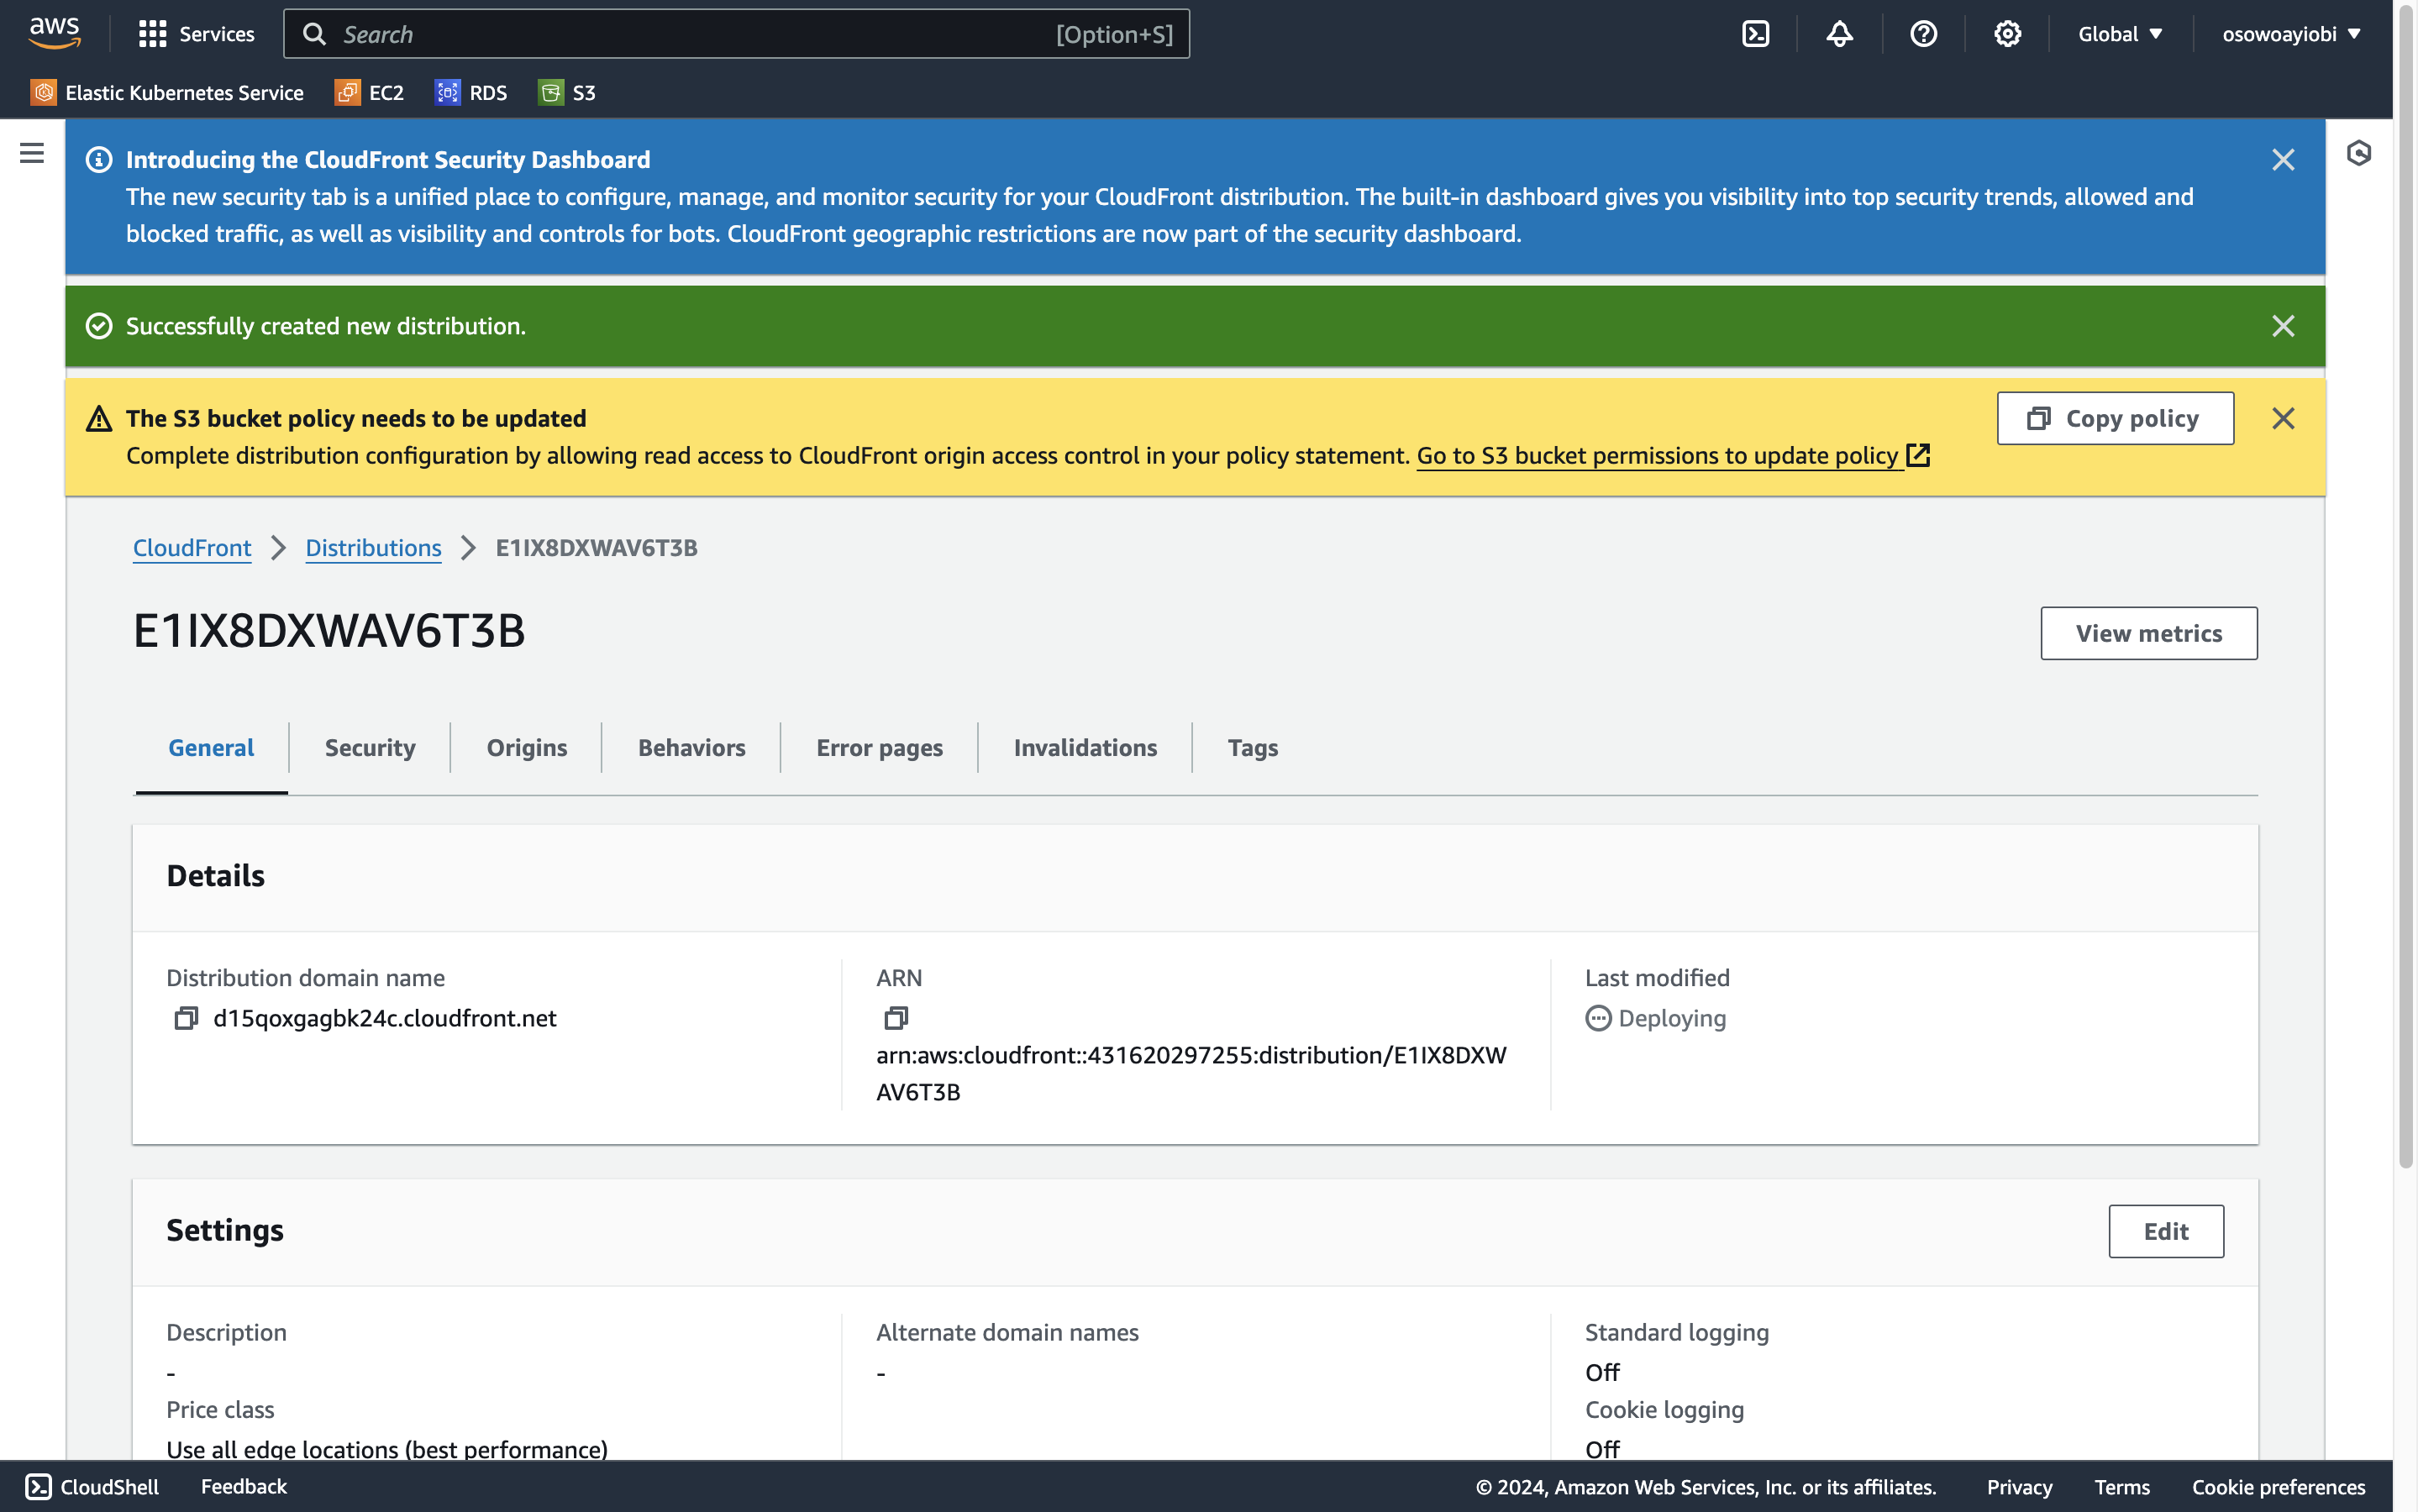 aws
Services
Search
[Option+S]
Global
osowoayiobi
Elastic Kubernetes Service
EC2
RDS
S3
Introducing the CloudFront Security Dashboard
The new security tab is a unified place to configure, manage, and monitor security for your CloudFront distribution. The built-in dashboard gives you visibility into top security trends, allowed and
blocked traffic, as well as visibility and controls for bots. CloudFront geographic restrictions are now part of the security dashboard.
Successfully created new distribution.
The S3 bucket policy needs to be updated
Complete distribution configuration by allowing read access to CloudFront origin access control in your policy statement. Go to S3 bucket permissions to update policy
Copy policy
CloudFront
Distributions
E1IX8DXWAV6T3B
E1IX8DXWAV6T3B
View metrics
General
Security
Origins
Behaviors
Error pages
Invalidations
Tags
Details
Distribution domain name
d15qoxgagbk24c.cloudfront.net
ARN
arn:aws:cloudfront::431620297255:distribution/E1IX8DXW
AV6T3B
Last modified
Deploying
Settings
Edit
Description
-
Price class
Use all edge locations (best performance)
Alternate domain names
-
Standard logging
Off
Cookie logging
Off
CloudShell
Feedback
© 2024, Amazon Web Services, Inc. or its affiliates.
Privacy
Terms
Cookie preferences